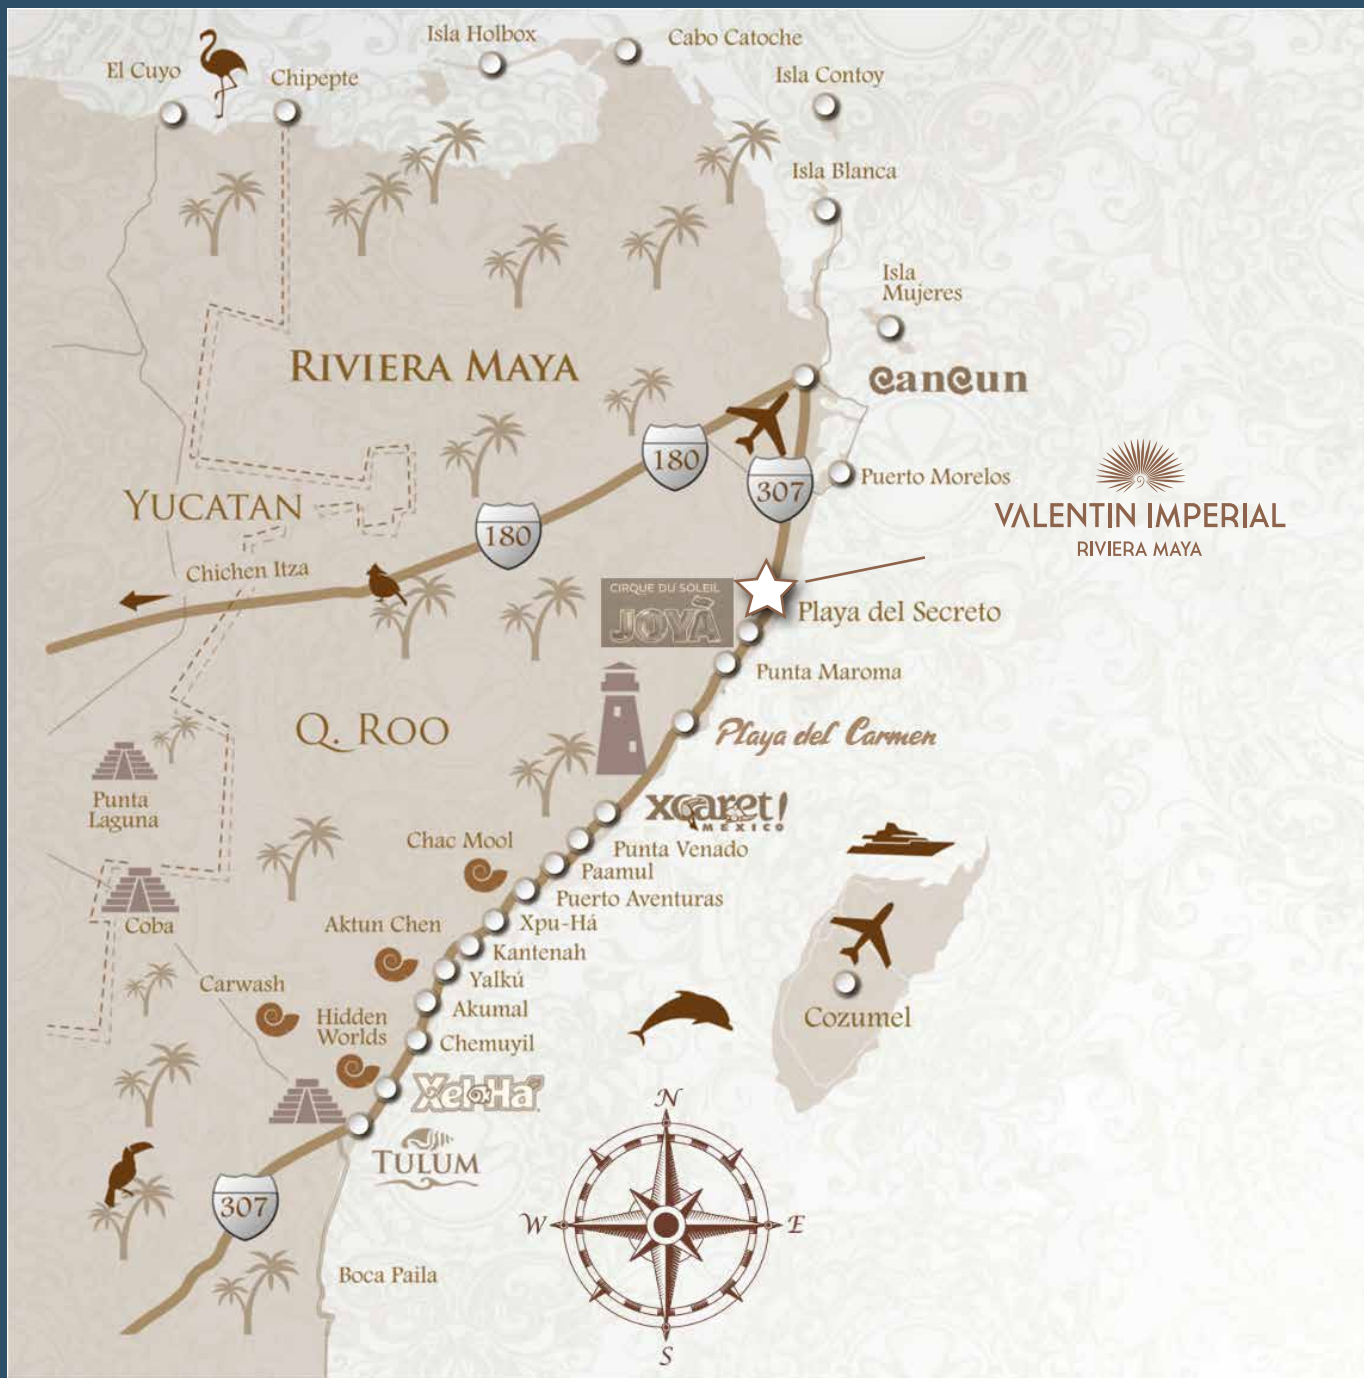 Isla Holbox
Cabo Catoche
El Cuyo
Chipepte
Isla Contoy
Isla Blanca
Isla
Mujeres
RIVIERA MAYA
CanCun
180
307
Puerto Morelos
VALENTIN IMPERIAL
RIVIERA MAYA
YUCATAN
180
Chichen Itza
CIRQUE DU SOLEIL
JOYÀ
Playa del Secreto
Punta Maroma
Q. ROO
Playa del Carmen
Punta
Laguna
xcaret!
MEXICO
Chac Mool
Punta Venado
Paamul
Puerto Aventuras
Coba
Aktun Chen
Xpu-Há
Kantenah
Yalkú
Carwash
Akumal
Hidden
Worlds
Chemuyil
Cozumel
Xel-Há
TULUM
307
Boca Paila
N
W
E
S